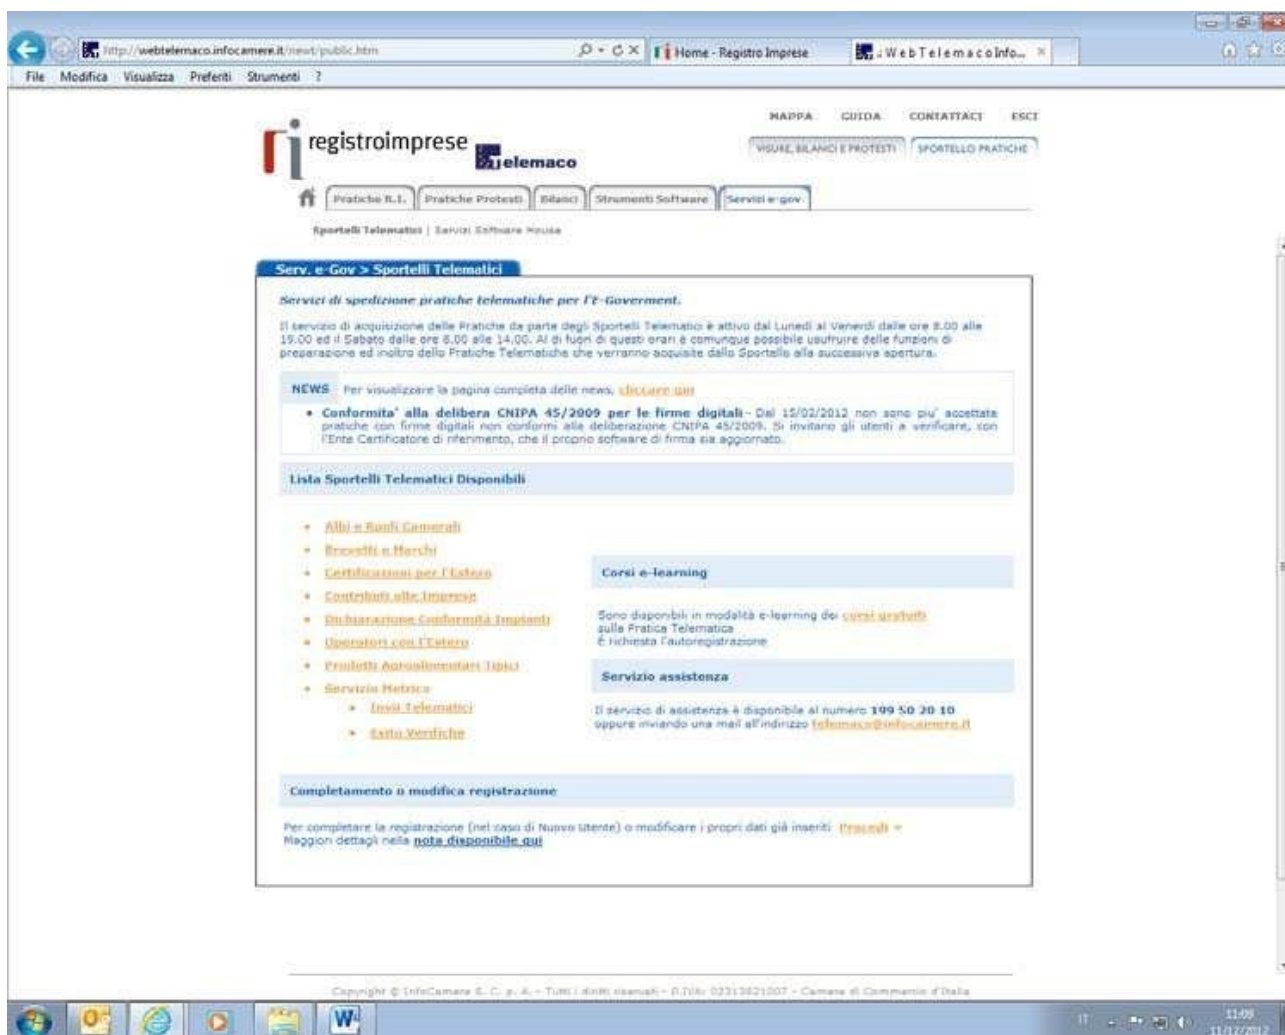 http://webtelemaco.infocamere.it/newt/public.htm
Home - Registro Imprese
.:WebTelemacoInfo...
File Modifica Visualizza Preferiti Strumenti ?
MAPPA GUIDA CONTATTACI ESCI
registroimprese
Telemaco
VISURE, BILANCI E PROTESTI SPORTELLO PRATICHE
Pratiche R.I. Pratiche Protesti Bilanci Strumenti Software Servizi e-gov
Sportelli Telematici | Servizi Software House
Serv. e-Gov > Sportelli Telematici
Servizi di spedizione pratiche telematiche per l'E-Goverment.
Il servizio di acquisizione delle Pratiche da parte degli Sportelli Telematici è attivo dal Lunedì al Venerdì dalle ore 8.00 alle
19.00 ed il Sabato dalle ore 8.00 alle 14.00. Al di fuori di questi orari è comunque possibile usufruire delle funzioni di
preparazione ed inoltro delle Pratiche Telematiche che verranno acquisite dallo Sportello alla successiva apertura.
NEWS Per visualizzare la pagina completa delle news, cliccare qui
• Conformita' alla delibera CNIPA 45/2009 per le firme digitali - Dal 15/02/2012 non sono piu' accettate
pratiche con firme digitali non conformi alla deliberazione CNIPA 45/2009. Si invitano gli utenti a verificare, con
l'Ente Certificatore di riferimento, che il proprio software di firma sia aggiornato.
Lista Sportelli Telematici Disponibili
• Albi e Ruoli Camerali
• Brevetti e Marchi
• Certificazioni per l'Estero
• Contributi alle Imprese
• Dichiarazione Conformità Impianti
• Operatori con l'Estero
• Prodotti Agroalimentari Tipici
• Servizio Metrico
• Invii Telematici
• Esito Verifiche
Corsi e-learning
Sono disponibili in modalità e-learning dei corsi gratuiti
sulla Pratica Telematica
È richiesta l'autoregistrazione
Servizio assistenza
Il servizio di assistenza è disponibile al numero 199 50 20 10
oppure inviando una mail all'indirizzo telemaco@infocamere.it
Completamento o modifica registrazione
Per completare la registrazione (nel caso di Nuovo Utente) o modificare i propri dati già inseriti Procedi
Maggiori dettagli nella nota disponibile qui
Copyright © InfoCamere S. C. p. A. - Tutti i diritti riservati - P.IVA: 02313821007 - Camere di Commercio d'Italia
IT
11:09
11/12/2012